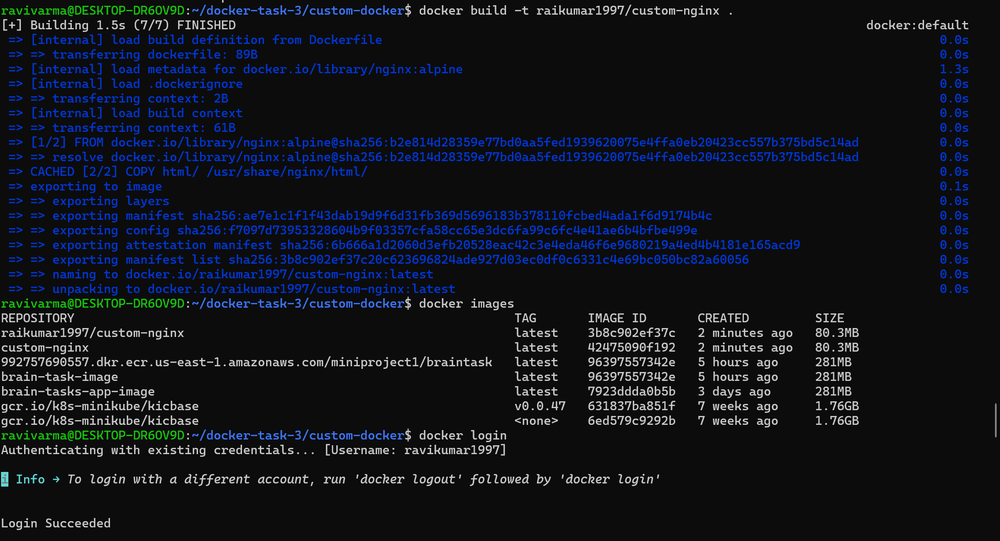 ravivarma@DESKTOP-DR6OV9D:~/docker-task-3/custom-docker$ docker build -t raikumar1997/custom-nginx .
[+] Building 1.5s (7/7) FINISHED docker:default
=> [internal] load build definition from Dockerfile 0.0s
=> => transferring dockerfile: 89B 0.0s
=> [internal] load metadata for docker.io/library/nginx:alpine 1.3s
=> [internal] load .dockerignore 0.0s
=> => transferring context: 2B 0.0s
=> [internal] load build context 0.0s
=> => transferring context: 61B 0.0s
=> [1/2] FROM docker.io/library/nginx:alpine@sha256:b2e814d28359e77bd0aa5fed1939620075e4ffa0eb20423cc557b375bd5c14ad 0.0s
=> => resolve docker.io/library/nginx:alpine@sha256:b2e814d28359e77bd0aa5fed1939620075e4ffa0eb20423cc557b375bd5c14ad 0.0s
=> CACHED [2/2] COPY html/ /usr/share/nginx/html/ 0.0s
=> exporting to image 0.1s
=> => exporting layers 0.0s
=> => exporting manifest sha256:ae7e1c1f1f43dab19d9f6d31fb369d5696183b378110fcbed4ada1f6d9174b4c 0.0s
=> => exporting config sha256:f7097d73953328604b9f03357cfa58cc65e3dc6fa99c6fc4e41ae6b4bfbe499e 0.0s
=> => exporting attestation manifest sha256:6b666a1d2060d3efb20528eac42c3e4eda46f6e9680219a4ed4b4181e165acd9 0.0s
=> => exporting manifest list sha256:3b8c902ef37c20c623696824ade927d03ec0df0c6331c4e69bc050bc82a60056 0.0s
=> => naming to docker.io/raikumar1997/custom-nginx:latest 0.0s
=> => unpacking to docker.io/raikumar1997/custom-nginx:latest 0.0s
ravivarma@DESKTOP-DR6OV9D:~/docker-task-3/custom-docker$ docker images
REPOSITORY TAG IMAGE ID CREATED SIZE
raikumar1997/custom-nginx latest 3b8c902ef37c 2 minutes ago 80.3MB
custom-nginx latest 42475090f192 2 minutes ago 80.3MB
992757690557.dkr.ecr.us-east-1.amazonaws.com/miniproject1/braintask latest 96397557342e 5 hours ago 281MB
brain-task-image latest 96397557342e 5 hours ago 281MB
brain-tasks-app-image latest 7923ddda0b5b 3 days ago 281MB
gcr.io/k8s-minikube/kicbase v0.0.47 631837ba851f 7 weeks ago 1.76GB
gcr.io/k8s-minikube/kicbase <none> 6ed579c9292b 7 weeks ago 1.76GB
ravivarma@DESKTOP-DR6OV9D:~/docker-task-3/custom-docker$ docker login
Authenticating with existing credentials... [Username: ravikumar1997]
i Info → To login with a different account, run 'docker logout' followed by 'docker login'
Login Succeeded